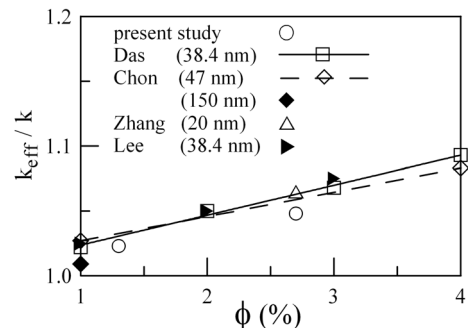 1.2
present study
Das (38.4 nm)
Chon (47 nm)
(150 nm)
Zhang (20 nm)
Lee (38.4 nm)
k_eff / k
1.1
1.0
1 2 3 4
ϕ (%)